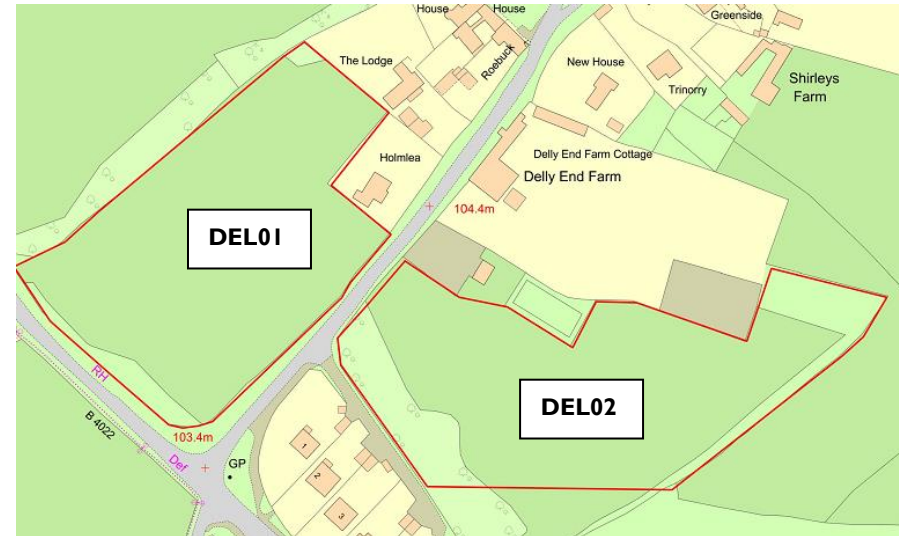 House
House
Greenside
The Lodge
Roebuck
New House
Shirleys
Farm
Trinorry
Holmlea
Delly End Farm Cottage
Delly End Farm
104.4m
DEL01
DEL02
RH
B 4022
103.4m
Def
GP
1
2
3